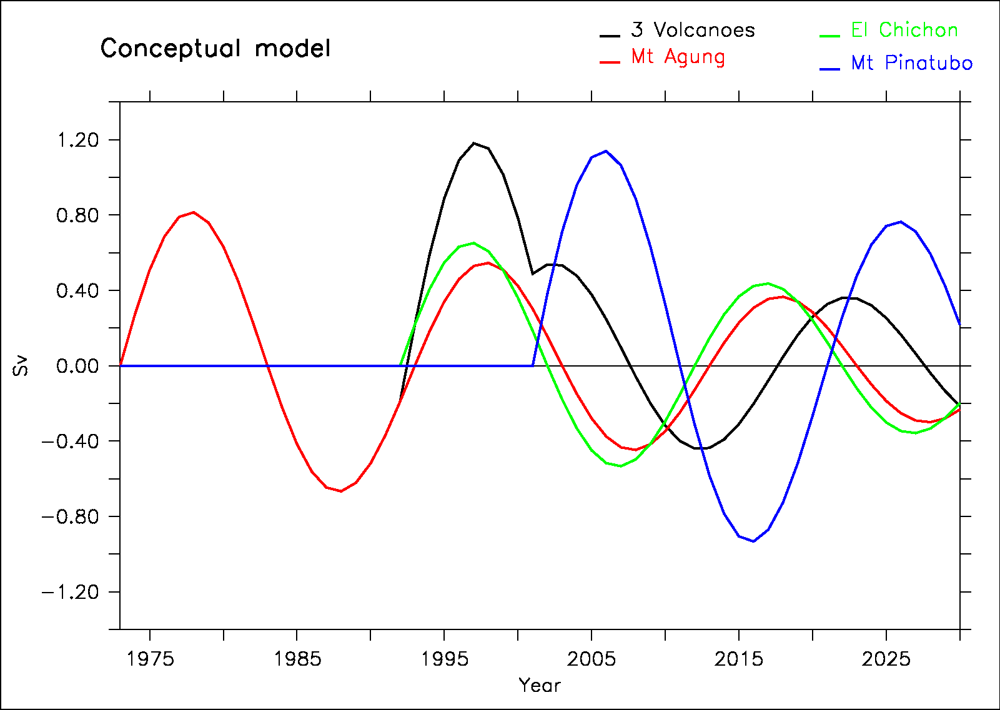 Conceptual model
3 Volcanoes
Mt Agung
El Chichon
Mt Pinatubo
1.20
0.80
0.40
0.00
−0.40
−0.80
−1.20
Sv
1975 1985 1995 2005 2015 2025
Year